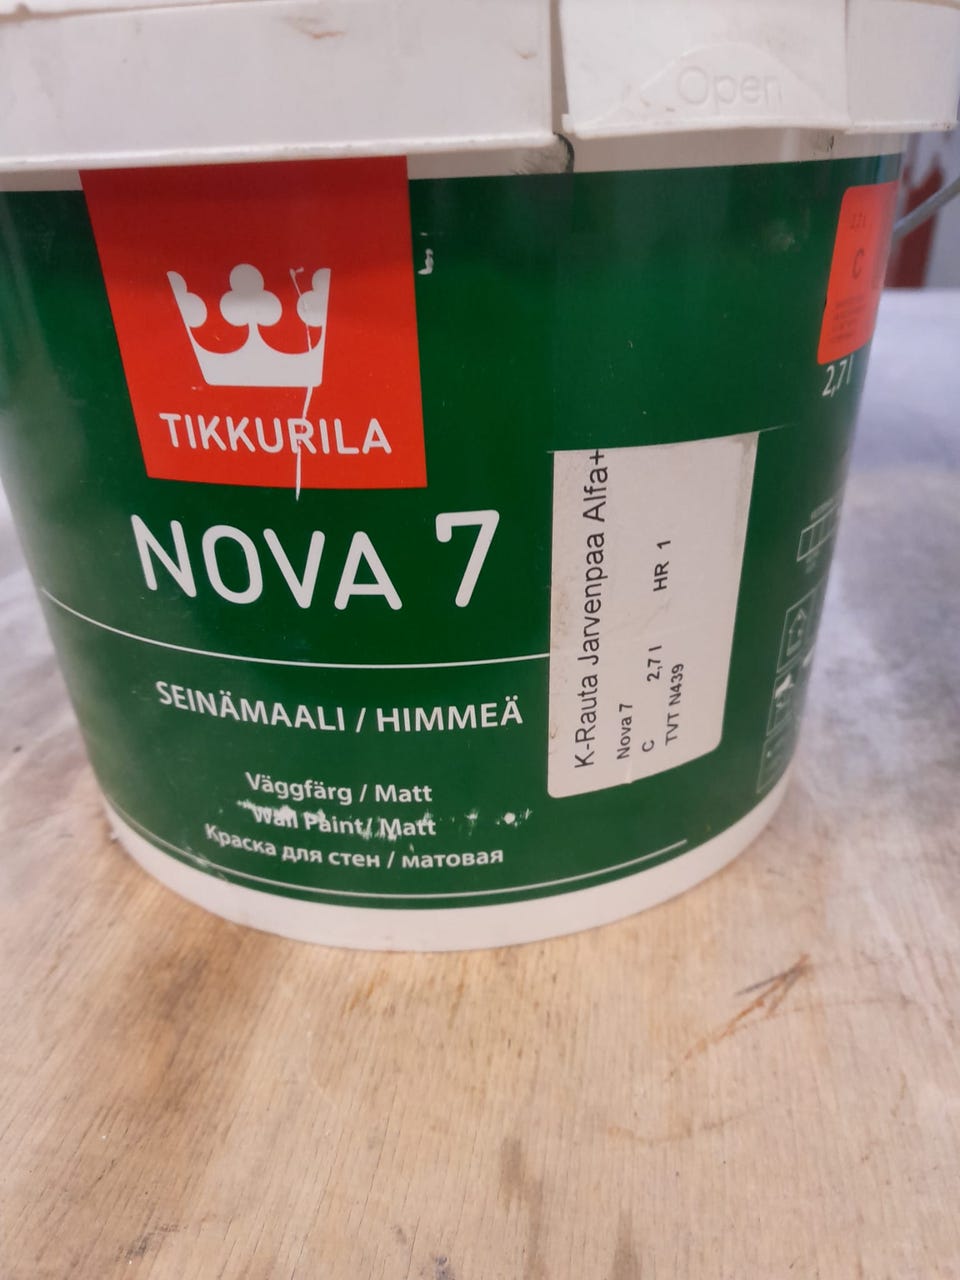 Open
TIKKURILA
NOVA 7
SEINÄMAALI / HIMMEÄ
Väggfärg / Matt
Wall Paint / Matt
Краска для стен / матовая
K-Rauta Jarvenpaa Alfa+
Nova 7
C 2,7 l HR 1
TVT N439
C
2,7 l